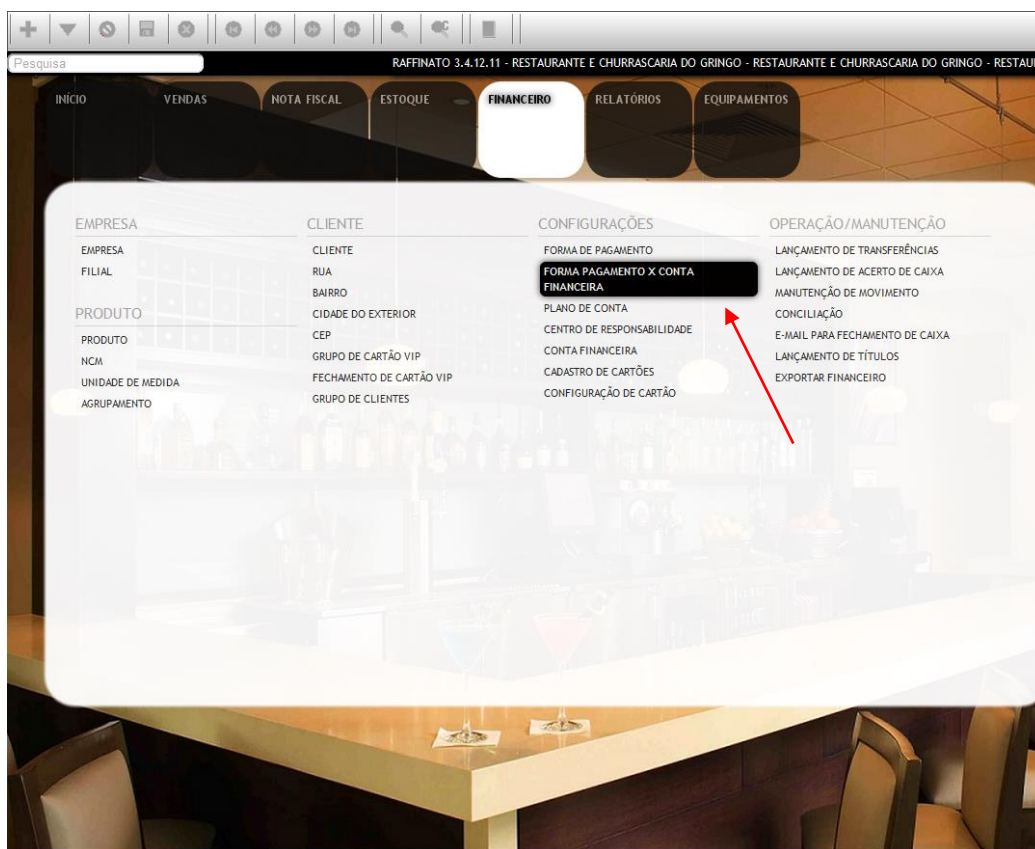 Pesquisa
RAFFINATO 3.4.12.11 - RESTAURANTE E CHURRASCARIA DO GRINGO - RESTAURANTE E CHURRASCARIA DO GRINGO - RESTAU
INÍCIO
VENDAS
NOTA FISCAL
ESTOQUE
FINANCEIRO
RELATÓRIOS
EQUIPAMENTOS
EMPRESA
EMPRESA
FILIAL
PRODUTO
PRODUTO
NCM
UNIDADE DE MEDIDA
AGRUPAMENTO
CLIENTE
CLIENTE
RUA
BAIRRO
CIDADE DO EXTERIOR
CEP
GRUPO DE CARTÃO VIP
FECHAMENTO DE CARTÃO VIP
GRUPO DE CLIENTES
CONFIGURAÇÕES
FORMA DE PAGAMENTO
FORMA PAGAMENTO X CONTA
FINANCEIRA
PLANO DE CONTA
CENTRO DE RESPONSABILIDADE
CONTA FINANCEIRA
CADASTRO DE CARTÕES
CONFIGURAÇÃO DE CARTÃO
OPERAÇÃO/MANUTENÇÃO
LANÇAMENTO DE TRANSFERÊNCIAS
LANÇAMENTO DE ACERTO DE CAIXA
MANUTENÇÃO DE MOVIMENTO
CONCILIAÇÃO
E-MAIL PARA FECHAMENTO DE CAIXA
LANÇAMENTO DE TÍTULOS
EXPORTAR FINANCEIRO